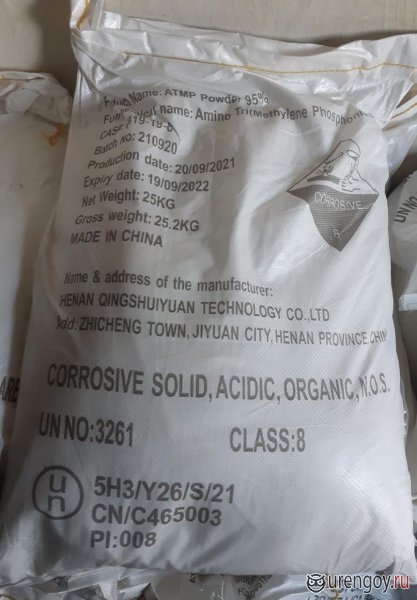 Name: ATMP Powder 95%
name: Amino Tri(Methylene
Batch No: 210920
Production date: 20/09/2021
Expiry date: 19/09/2022
Net Weight: 25KG
Gross weight: 25.2KG
MADE IN CHINA
CORROSIVE
8
Name & address of the manufacturer:
HENAN QINGSHUIYUAN TECHNOLOGY CO.,LTD
Add: ZHICHENG TOWN, JIYUAN CITY, HENAN PROVINCE
CORROSIVE SOLID, ACIDIC, ORGANIC, N.O.S.
UN NO:3261 CLASS:8
un
5H3/Y26/S/21
CN/C465003
PI:008
urengoy.ru